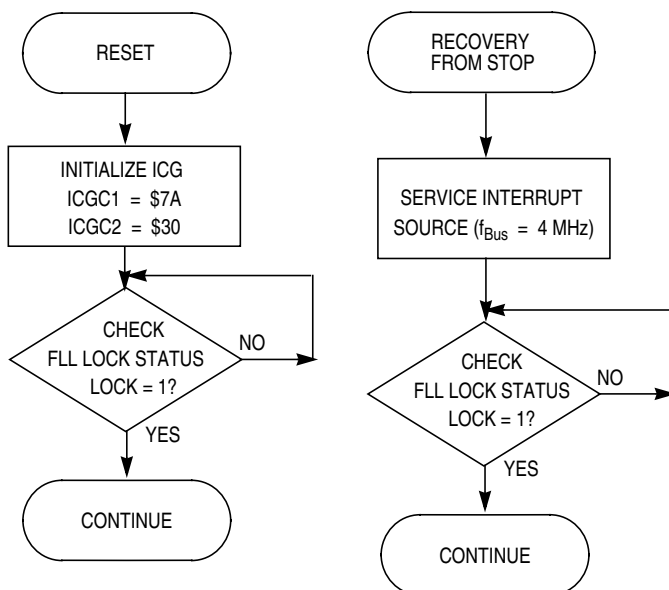 RESET
INITIALIZE ICG
ICGC1 = $7A
ICGC2 = $30
CHECK
FLL LOCK STATUS
LOCK = 1?
NO
YES
CONTINUE
RECOVERY
FROM STOP
SERVICE INTERRUPT
SOURCE (fBus = 4 MHz)
CHECK
FLL LOCK STATUS
LOCK = 1?
NO
YES
CONTINUE